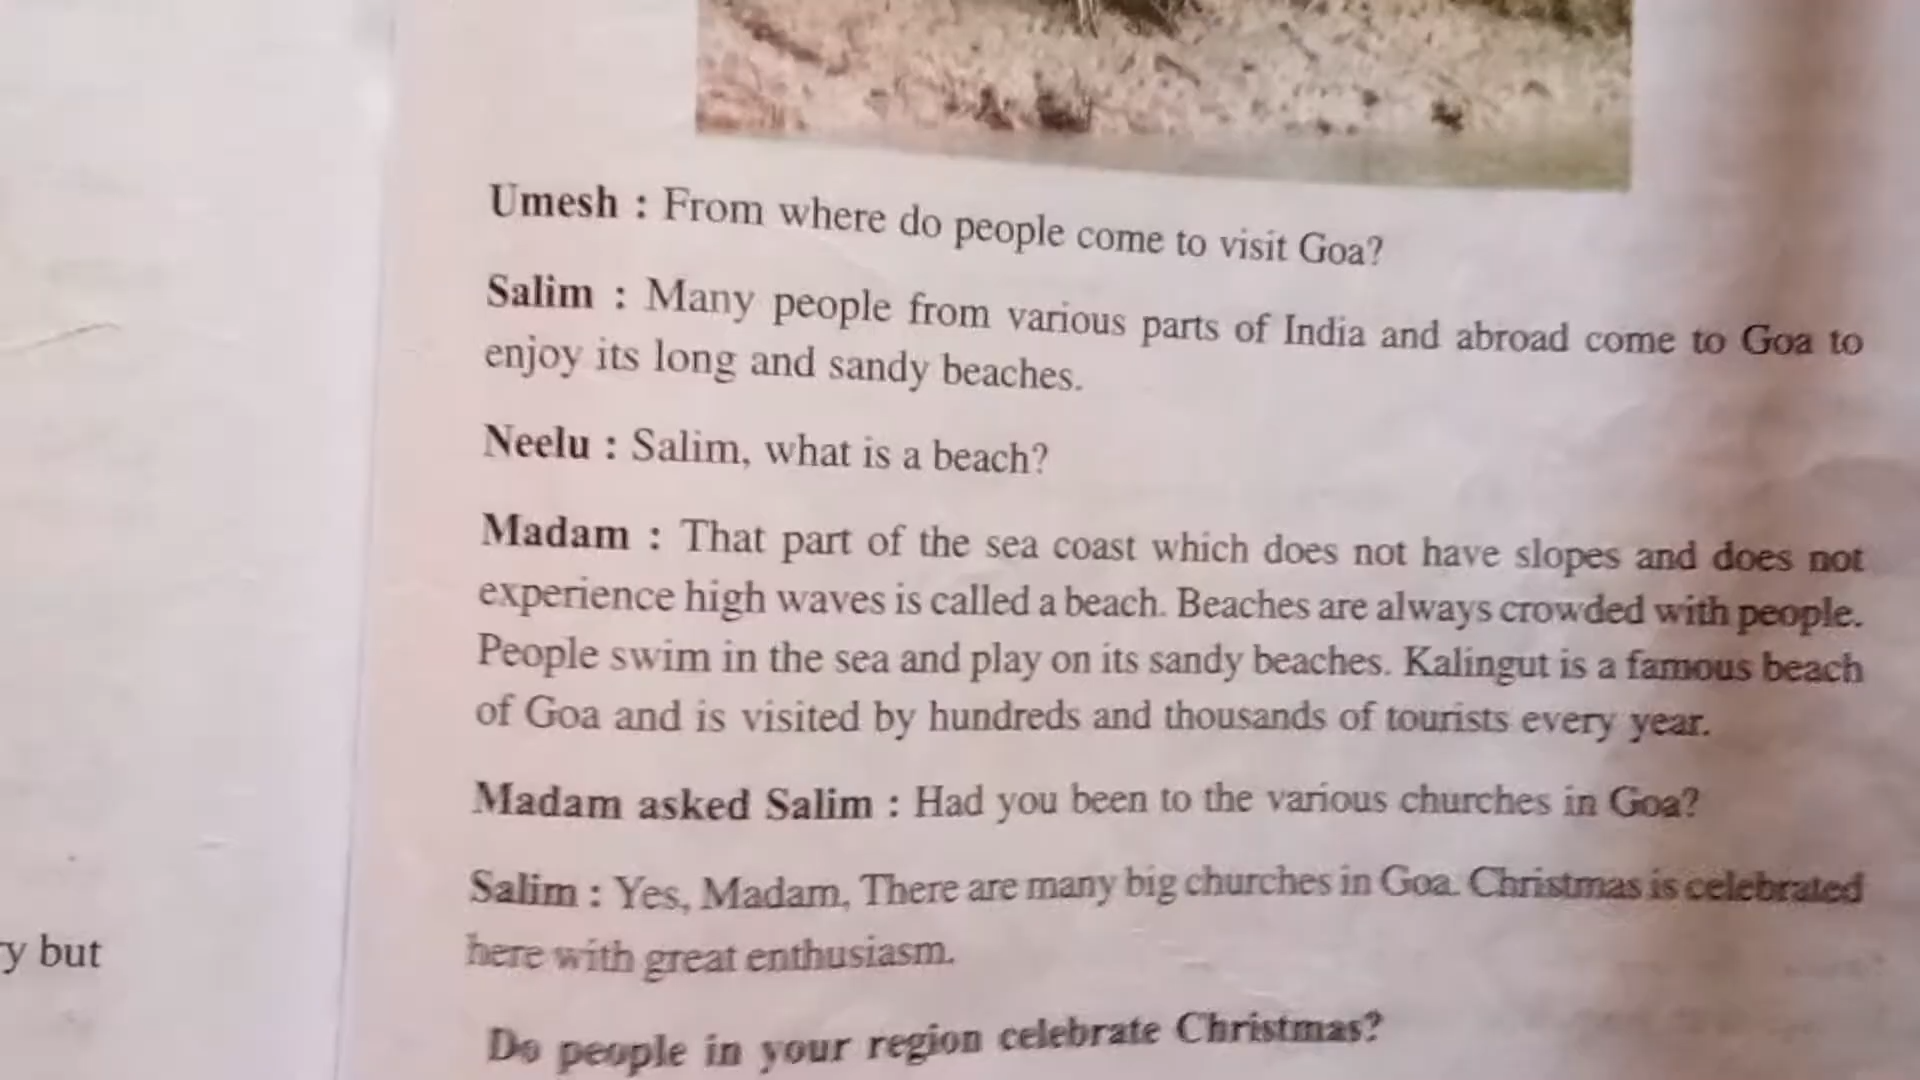 Umesh : From where do people come to visit Goa?
Salim : Many people from various parts of India and abroad come to Goa to
enjoy its long and sandy beaches.
Neelu : Salim, what is a beach?
Madam : That part of the sea coast which does not have slopes and does not
experience high waves is called a beach. Beaches are always crowded with people.
People swim in the sea and play on its sandy beaches. Kalingut is a famous beach
of Goa and is visited by hundreds and thousands of tourists every year.
Madam asked Salim : Had you been to the various churches in Goa?
Salim : Yes, Madam, There are many big churches in Goa. Christmas is celebrated
here with great enthusiasm.
Do people in your region celebrate Christmas?
y but